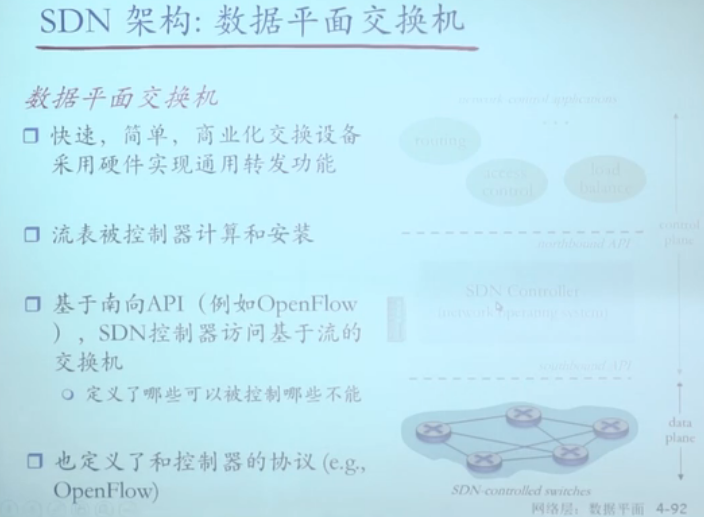 SDN 架构: 数据平面交换机
数据平面交换机
快速，简单，商业化交换设备
采用硬件实现通用转发功能
流表被控制器计算和安装
基于南向API（例如OpenFlow
），SDN控制器访问基于流的
交换机
定义了哪些可以被控制哪些不能
也定义了和控制器的协议 (e.g.,
OpenFlow)
network-control applications
...
routing
access
control
load
balance
control
plane
northbound API
SDN Controller
(network operating system)
southbound API
data
plane
SDN-controlled switches
网络层：数据平面 4-92